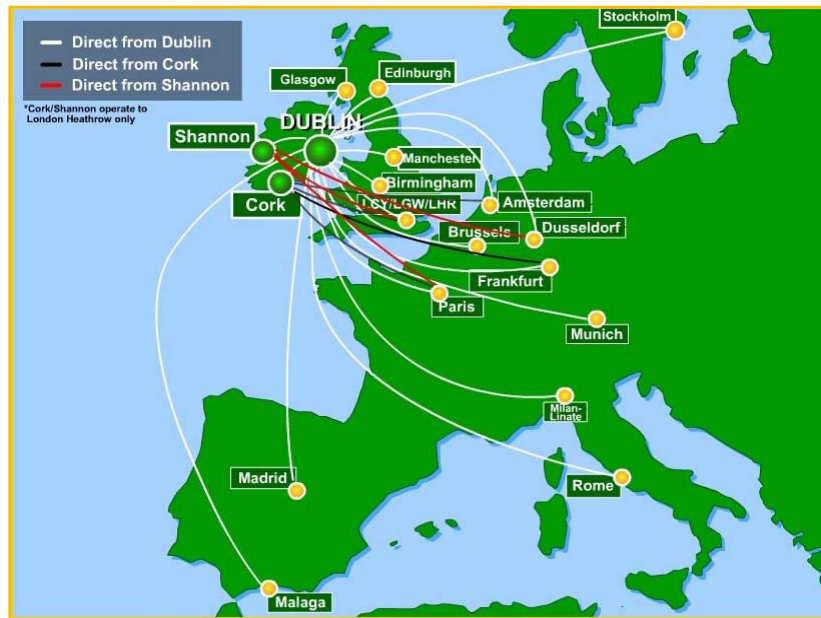 Direct from Dublin
Direct from Cork
Direct from Shannon
*Cork/Shannon operate to
London Heathrow only
Stockholm
Glasgow
Edinburgh
DUBLIN
Shannon
Manchester
Birmingham
Cork
LCY/LGW/LHR
Amsterdam
Brussels
Dusseldorf
Frankfurt
Paris
Munich
Milan-
Linate
Madrid
Rome
Malaga